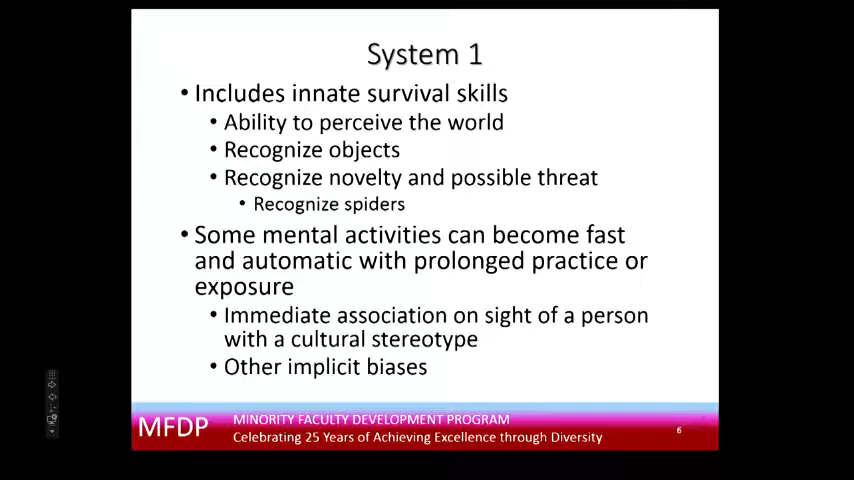 System 1
• Includes innate survival skills
• Ability to perceive the world
• Recognize objects
• Recognize novelty and possible threat
• Recognize spiders
• Some mental activities can become fast
and automatic with prolonged practice or
exposure
• Immediate association on sight of a person
with a cultural stereotype
• Other implicit biases
MFDP
MINORITY FACULTY DEVELOPMENT PROGRAM
Celebrating 25 Years of Achieving Excellence through Diversity
6